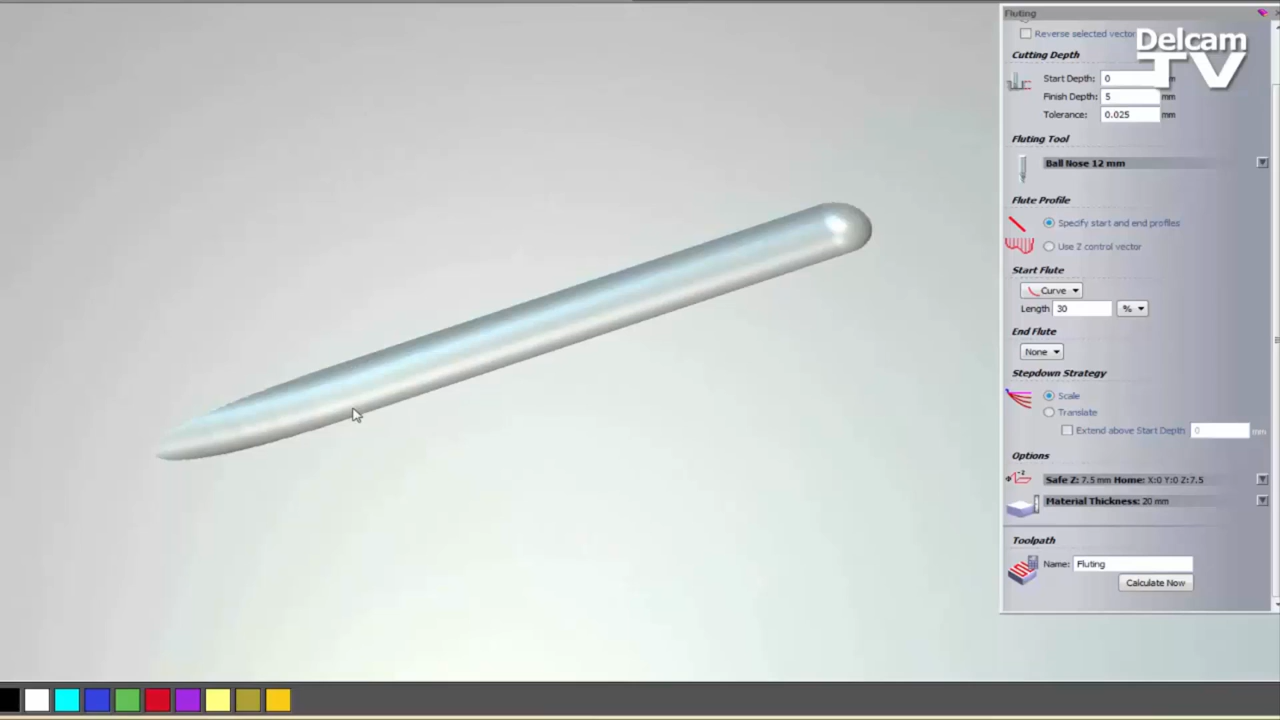 Fluting
Reverse selected vector
Delcam
TV
Cutting Depth
Start Depth: 0
Finish Depth: 5 mm
Tolerance: 0.025 mm
Fluting Tool
Ball Nose 12 mm
Flute Profile
Specify start and end profiles
Use Z control vector
Start Flute
Curve
Length 30 %
End Flute
None
Stepdown Strategy
Scale
Translate
Extend above Start Depth 0 mm
Options
Safe Z: 7.5 mm Home: X:0 Y:0 Z:7.5
Material Thickness: 20 mm
Toolpath
Name: Fluting
Calculate Now